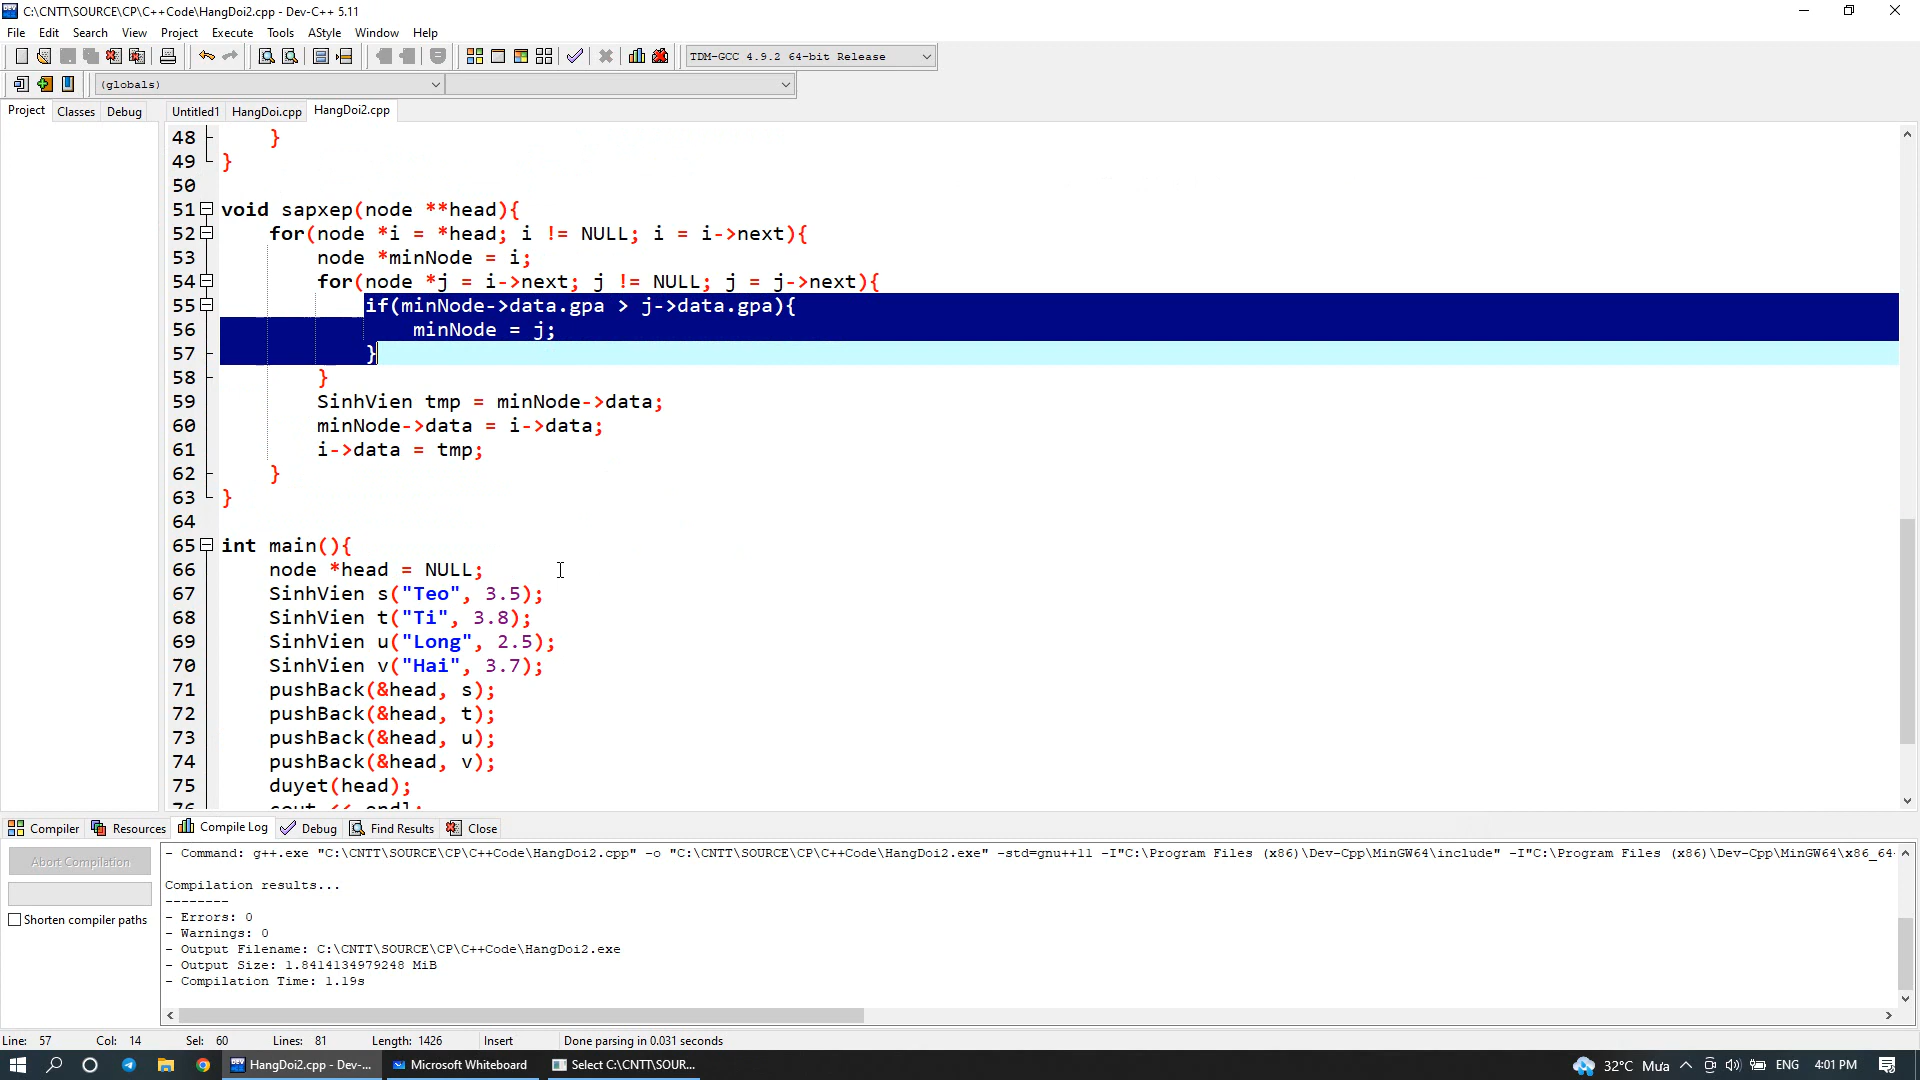 C:\CNTT\SOURCE\CP\C++Code\HangDoi2.cpp - Dev-C++ 5.11
File Edit Search View Project Execute Tools AStyle Window Help
TDM-GCC 4.9.2 64-bit Release
(globals)
Project Classes Debug Untitled1 HangDoi.cpp HangDoi2.cpp
48 }
49 }
50
51 void sapxep(node **head){
52 for(node *i = *head; i != NULL; i = i->next){
53 node *minNode = i;
54 for(node *j = i->next; j != NULL; j = j->next){
55 if(minNode->data.gpa > j->data.gpa){
56 minNode = j;
57 }
58 }
59 SinhVien tmp = minNode->data;
60 minNode->data = i->data;
61 i->data = tmp;
62 }
63 }
64
65 int main(){
66 node *head = NULL;
67 SinhVien s("Teo", 3.5);
68 SinhVien t("Ti", 3.8);
69 SinhVien u("Long", 2.5);
70 SinhVien v("Hai", 3.7);
71 pushBack(&head, s);
72 pushBack(&head, t);
73 pushBack(&head, u);
74 pushBack(&head, v);
75 duyet(head);
76 cout << endl;
Compiler Resources Compile Log Debug Find Results Close
Abort Compilation
Shorten compiler paths
- Command: g++.exe "C:\CNTT\SOURCE\CP\C++Code\HangDoi2.cpp" -o "C:\CNTT\SOURCE\CP\C++Code\HangDoi2.exe" -std=gnu++11 -I"C:\Program Files (x86)\Dev-Cpp\MinGW64\include" -I"C:\Program Files (x86)\Dev-Cpp\MinGW64\x86_64-
Compilation results...
--------
- Errors: 0
- Warnings: 0
- Output Filename: C:\CNTT\SOURCE\CP\C++Code\HangDoi2.exe
- Output Size: 1.8414134979248 MiB
- Compilation Time: 1.19s
Line: 57 Col: 14 Sel: 60 Lines: 81 Length: 1426 Insert Done parsing in 0.031 seconds
HangDoi2.cpp - Dev-... Microsoft Whiteboard Select C:\CNTT\SOUR... 32°C Mưa ENG 4:01 PM